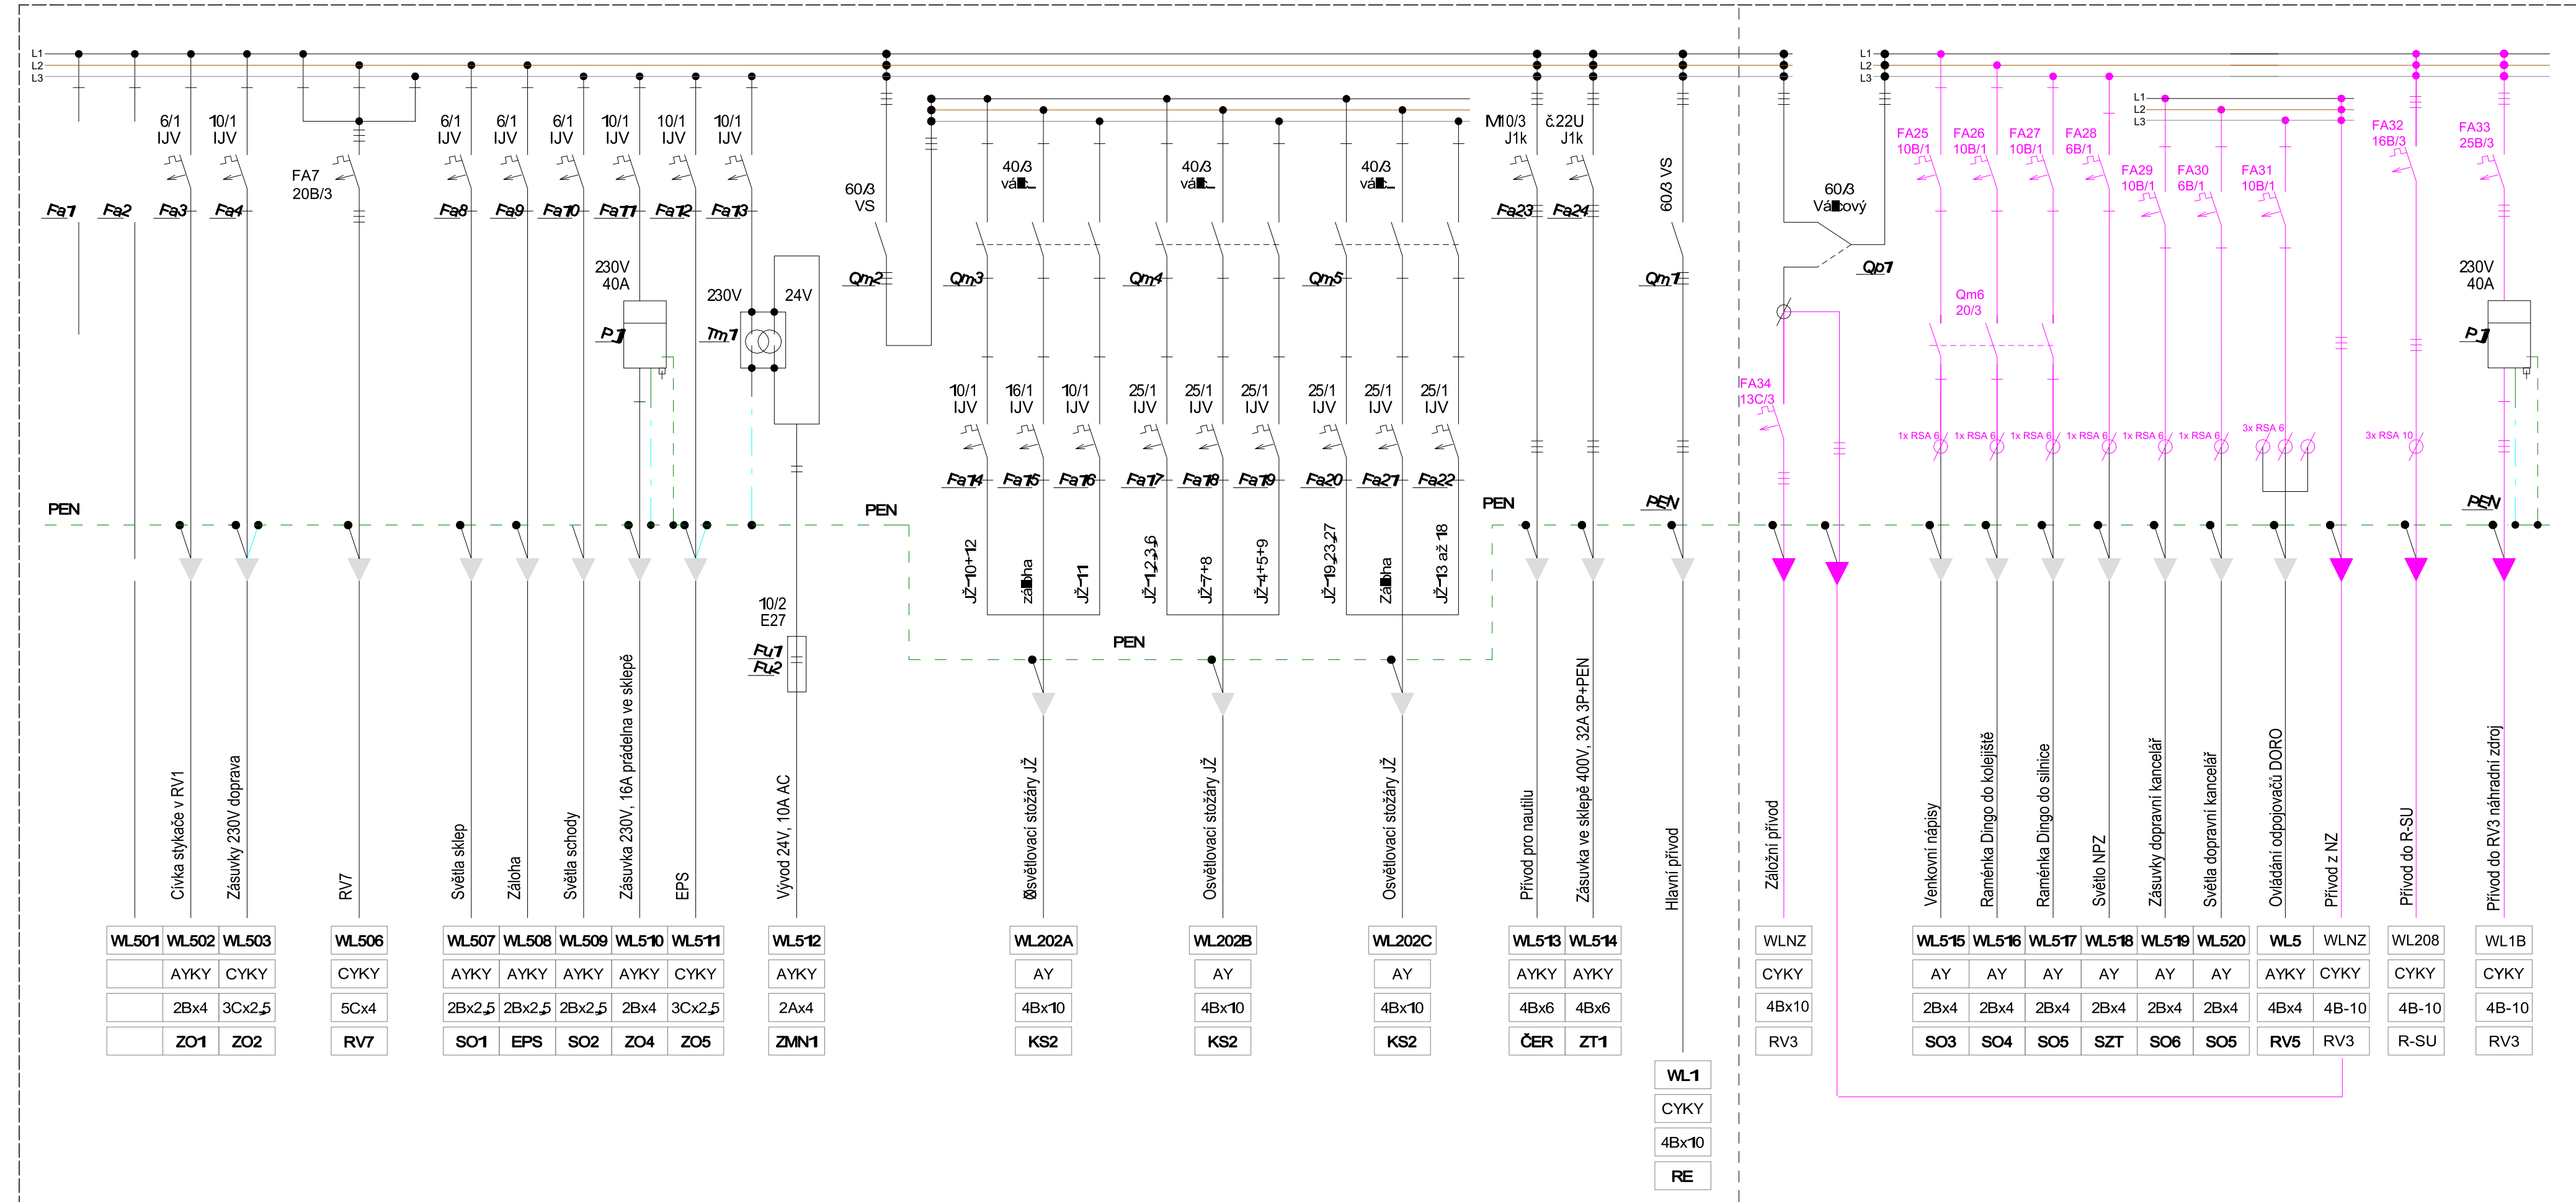 L1
L2
L3
L1
L2
L3
L1
L2
L3
6/1
IJV
10/1
IJV
FA7
20B/3
6/1
IJV
6/1
IJV
6/1
IJV
10/1
IJV
10/1
IJV
10/1
IJV
60/3
VS
40/3
40/3
40/3
10/3
J1k
č.22U
J1k
60/3 VS
60/3
FA25
10B/1
FA26
10B/1
FA27
10B/1
FA28
6B/1
FA29
10B/1
FA30
6B/1
FA31
10B/1
FA32
16B/3
FA33
25B/3
Fa1
Fa2
Fa3
Fa4
Fa8
Fa9
Fa10
Fa11
Fa12
Fa13
Fa23
Fa24
230V
40A
230V
24V
Qm2
Qm3
Qm4
Qm5
Qm1
Qp1
Qm6
20/3
230V
40A
PJ1
Tm1
PJ1
10/1
IJV
16/1
IJV
10/1
IJV
25/1
IJV
25/1
IJV
25/1
IJV
25/1
IJV
25/1
IJV
25/1
IJV
FA34
13C/3
1x RSA 6
1x RSA 6
1x RSA 6
1x RSA 6
1x RSA 6
1x RSA 6
3x RSA 6
3x RSA 10
Fa14
Fa15
Fa16
Fa17
Fa18
Fa19
Fa20
Fa21
Fa22
PEN
PEN
PEN
PEN
PEN
PEN
JŽ-10+12
JŽ-11
JŽ-1,2,3,6
JŽ-7+8
JŽ-4+5+9
JŽ-19,23,27
JŽ-13 až 18
10/2
E27
Fu1
Fu2
Cívka stykače v RV1
Zásuvky 230V doprava
RV7
Světla sklep
Záloha
Světla schody
Zásuvka 230V, 16A prádelna ve sklepě
EPS
Vývod 24V, 10A AC
Osvětlovací stožáry JŽ
Osvětlovací stožáry JŽ
Osvětlovací stožáry JŽ
Přívod pro nautilu
Zásuvka ve sklepě 400V, 32A 3P+PEN
Hlavní přívod
Záložní přívod
Venkovní nápisy
Raménka Dingo do kolejiště
Raménka Dingo do silnice
Světlo NPZ
Zásuvky dopravní kancelář
Světla dopravní kancelář
Ovládání odpojovačů DORO
Přívod z NZ
Přívod do R-SU
Přívod do RV3 náhradní zdroj
WL501 WL502 WL503 WL506 WL507 WL508 WL509 WL510 WL511 WL512 WL202A WL202B WL202C WL513 WL514 WLNZ WL515 WL516 WL517 WL518 WL519 WL520 WL5 WLNZ WL208 WL1B
AYKY CYKY CYKY AYKY AYKY AYKY AYKY CYKY AYKY AY AY AY AYKY AYKY CYKY AY AY AY AY AY AY AYKY CYKY CYKY CYKY
2Bx4 3Cx2,5 5Cx4 2Bx2,5 2Bx2,5 2Bx2,5 2Bx4 3Cx2,5 2Ax4 4Bx10 4Bx10 4Bx10 4Bx6 4Bx6 4Bx10 2Bx4 2Bx4 2Bx4 2Bx4 2Bx4 2Bx4 4Bx4 4B-10 4B-10 4B-10
ZO1 ZO2 RV7 SO1 EPS SO2 ZO4 ZO5 ZMN1 KS2 KS2 KS2 ČER ZT1 RV3 SO3 SO4 SO5 SZT SO6 SO5 RV5 RV3 R-SU RV3
WL1
CYKY
4Bx10
RE